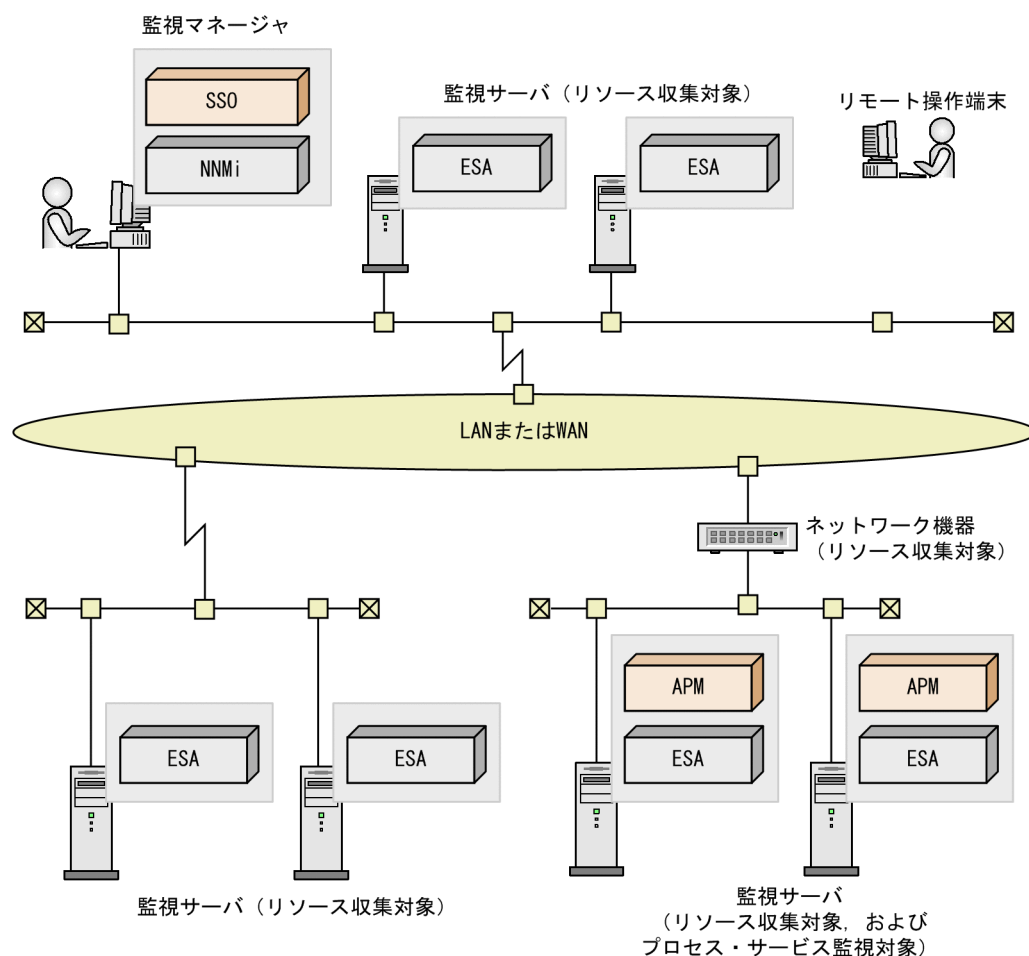 監視マネージャ
SSO
NNMi
監視サーバ（リソース収集対象）
ESA
ESA
リモート操作端末
LANまたはWAN
ネットワーク機器
（リソース収集対象）
ESA
ESA
監視サーバ（リソース収集対象）
APM
ESA
APM
ESA
監視サーバ
（リソース収集対象，および
プロセス・サービス監視対象）